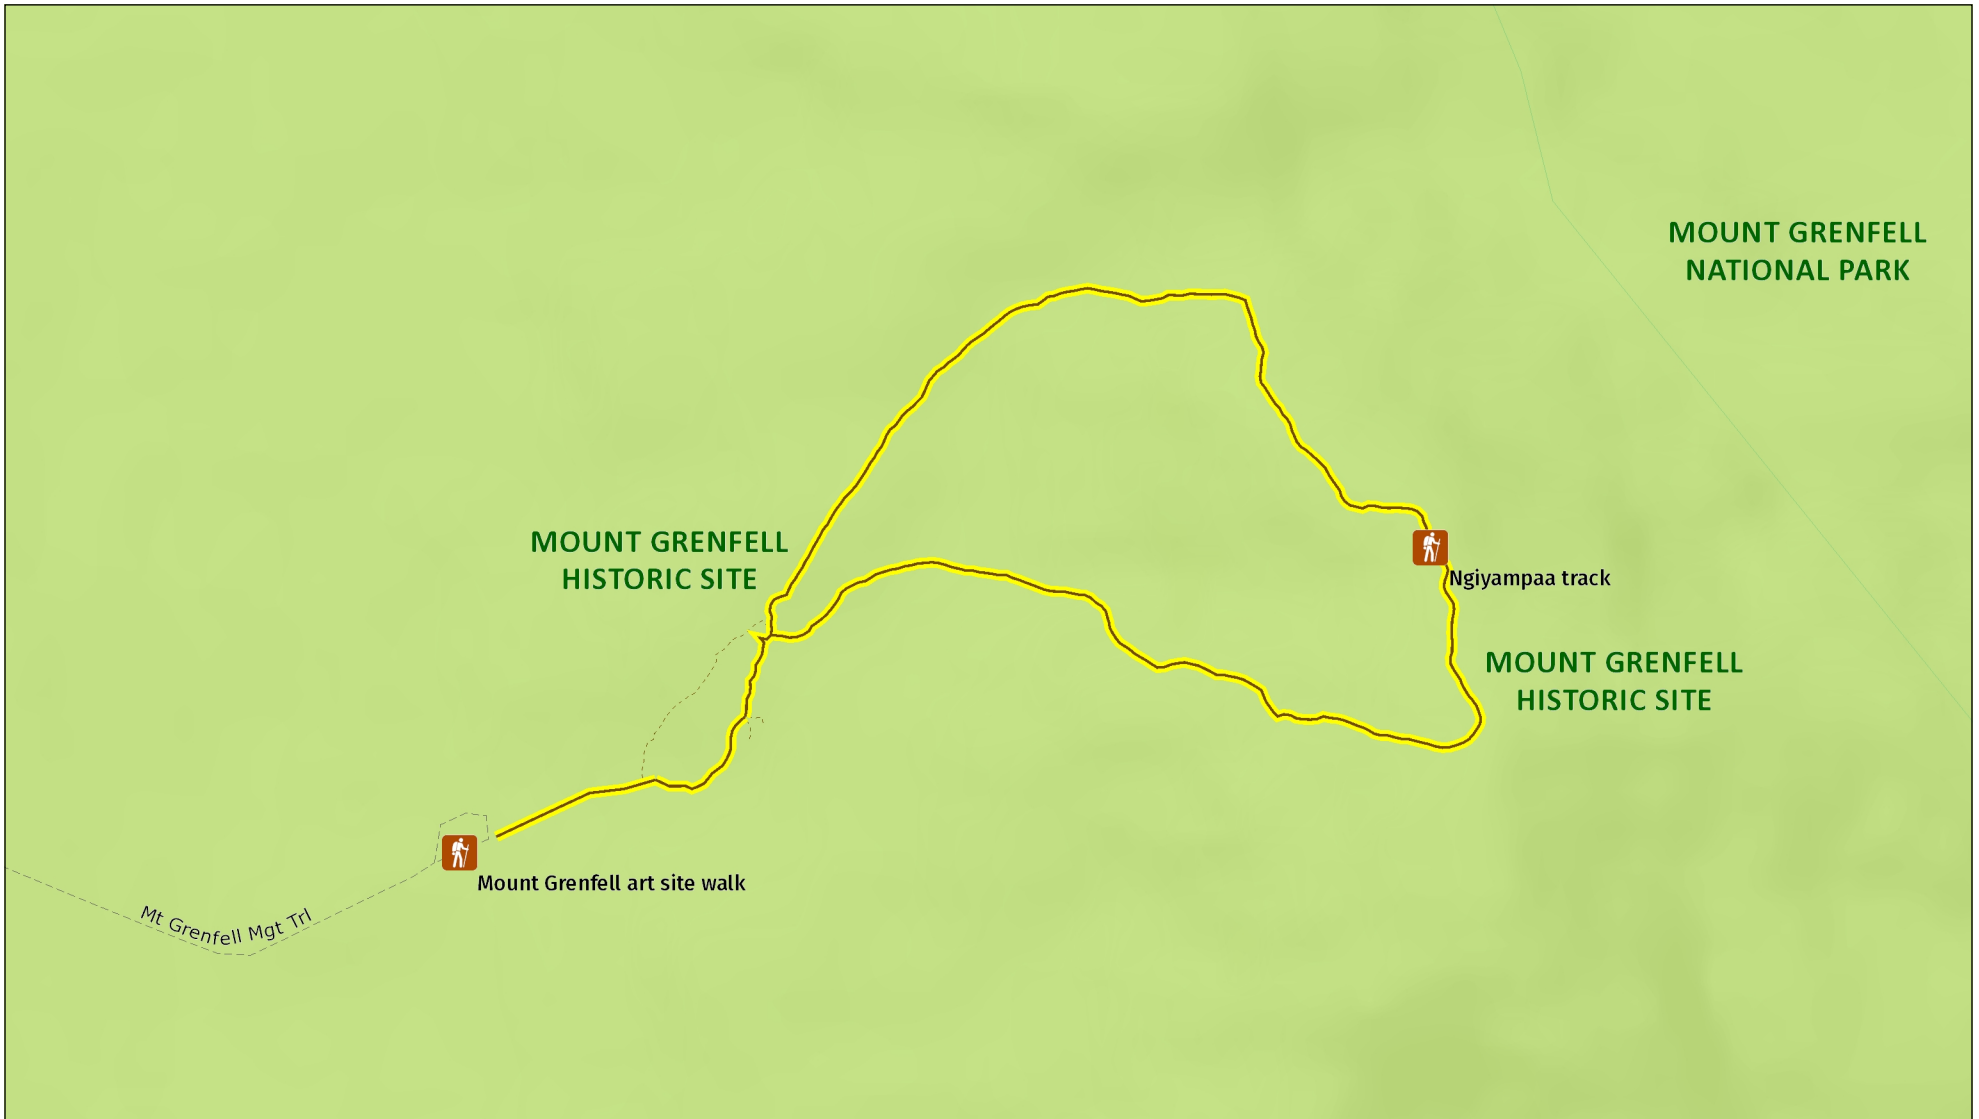 MOUNT GRENFELL
NATIONAL PARK
MOUNT GRENFELL
HISTORIC SITE
Ngiyampaa track
MOUNT GRENFELL
HISTORIC SITE
Mount Grenfell art site walk
Mt Grenfell Mgt Trl